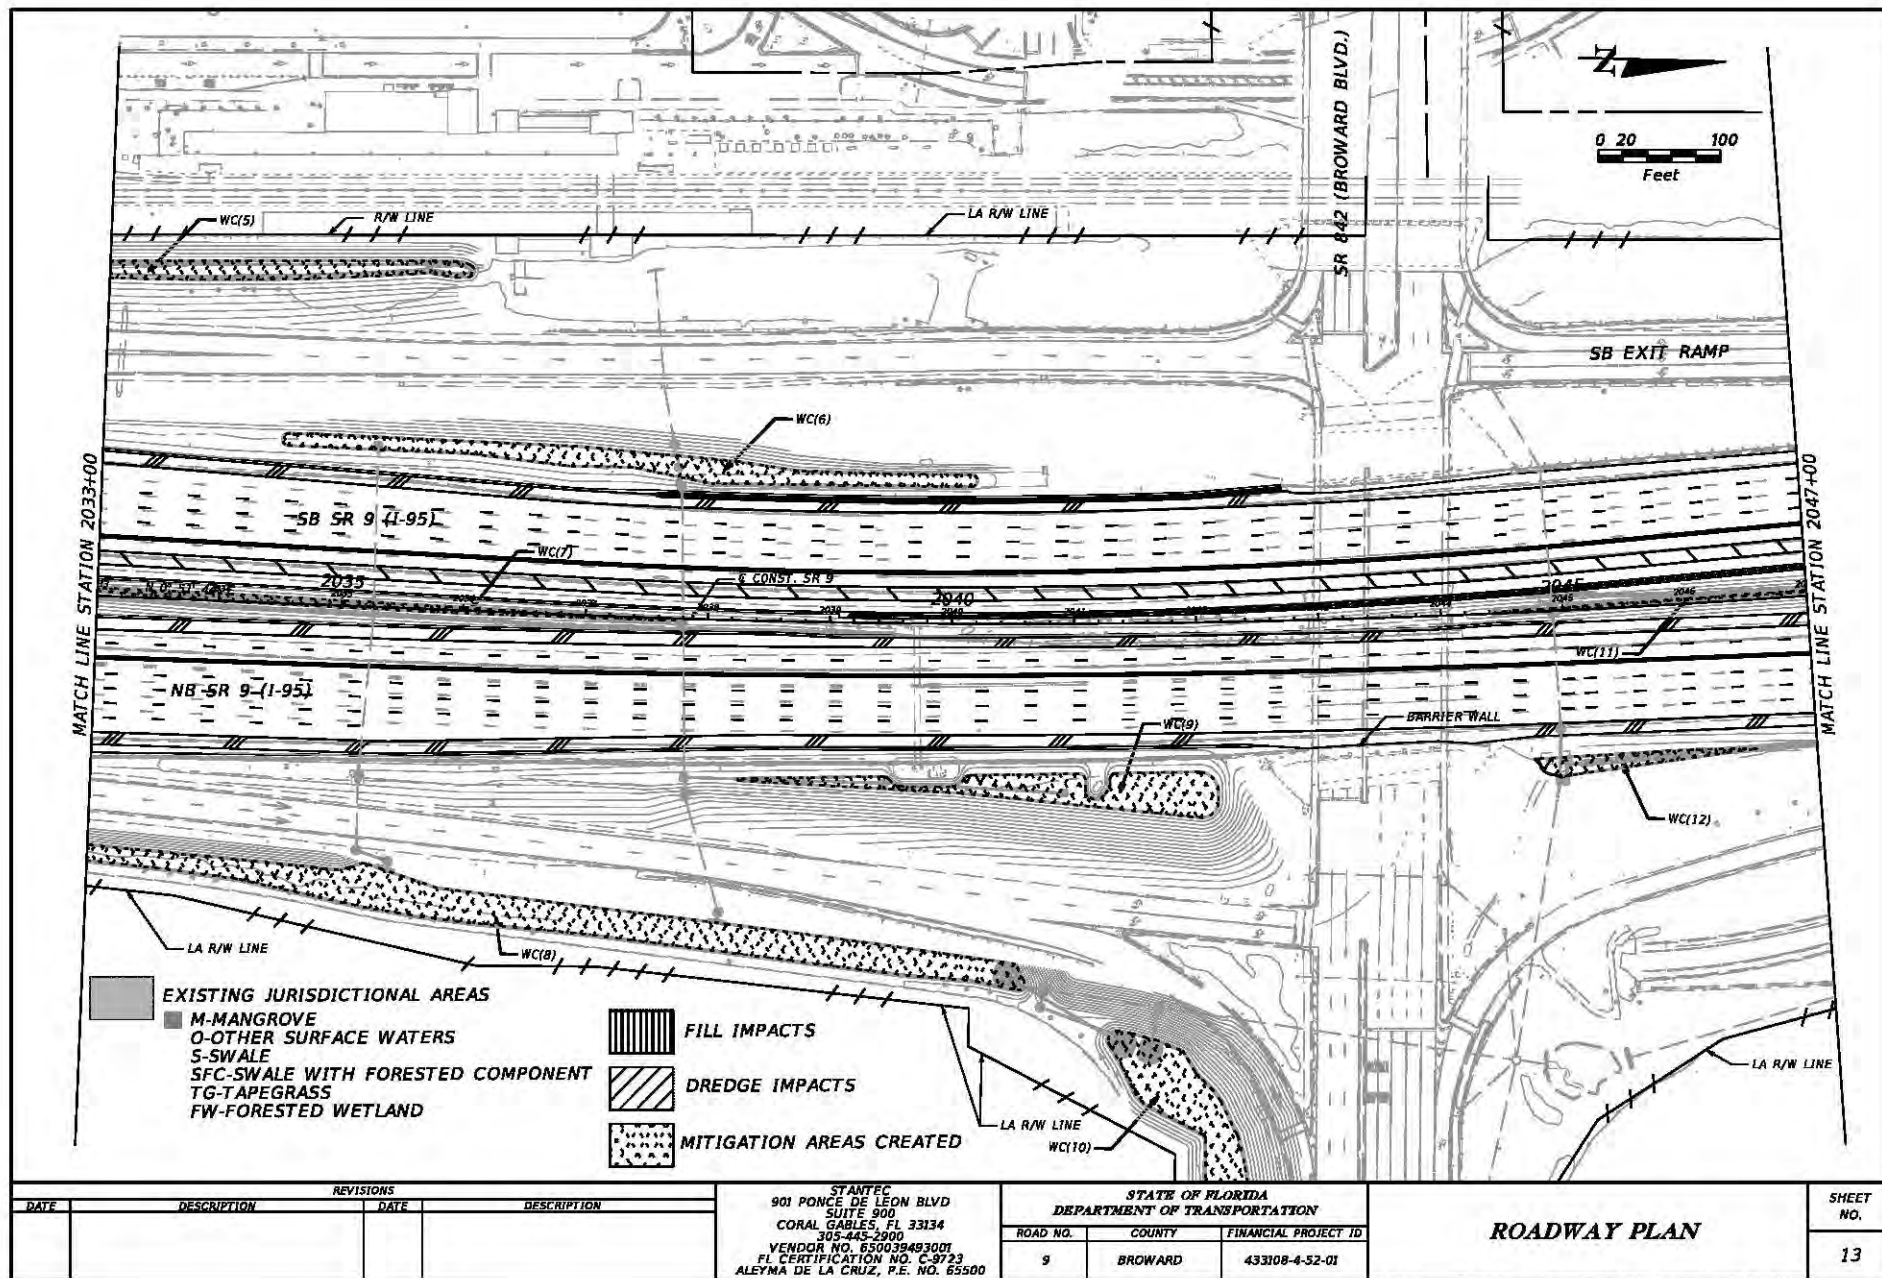 SR 842 (BROWARD BLVD.)
N
0 20 100
Feet
WC(5)
R/W LINE
LA R/W LINE
SB EXIT RAMP
WC(6)
MATCH LINE STATION 2033+00
MATCH LINE STATION 2047+00
SB SR 9 (I-95)
WC(7)
2035
℄ CONST. SR 9
2040
2045
WC(11)
NB SR 9 (I-95)
WC(9)
BARRIER WALL
WC(12)
LA R/W LINE
WC(8)
LA R/W LINE
WC(10)
LA R/W LINE
EXISTING JURISDICTIONAL AREAS
M-MANGROVE
O-OTHER SURFACE WATERS
S-SWALE
SFC-SWALE WITH FORESTED COMPONENT
TG-TAPEGRASS
FW-FORESTED WETLAND
FILL IMPACTS
DREDGE IMPACTS
MITIGATION AREAS CREATED
REVISIONS
DATE DESCRIPTION DATE DESCRIPTION
STANTEC
901 PONCE DE LEON BLVD
SUITE 900
CORAL GABLES, FL 33134
305-445-2900
VENDOR NO. 650039493001
FL CERTIFICATION NO. C-9723
ALEYMA DE LA CRUZ, P.E. NO. 65500
STATE OF FLORIDA
DEPARTMENT OF TRANSPORTATION
ROAD NO. COUNTY FINANCIAL PROJECT ID
9 BROWARD 433108-4-52-01
ROADWAY PLAN
SHEET
NO.
13